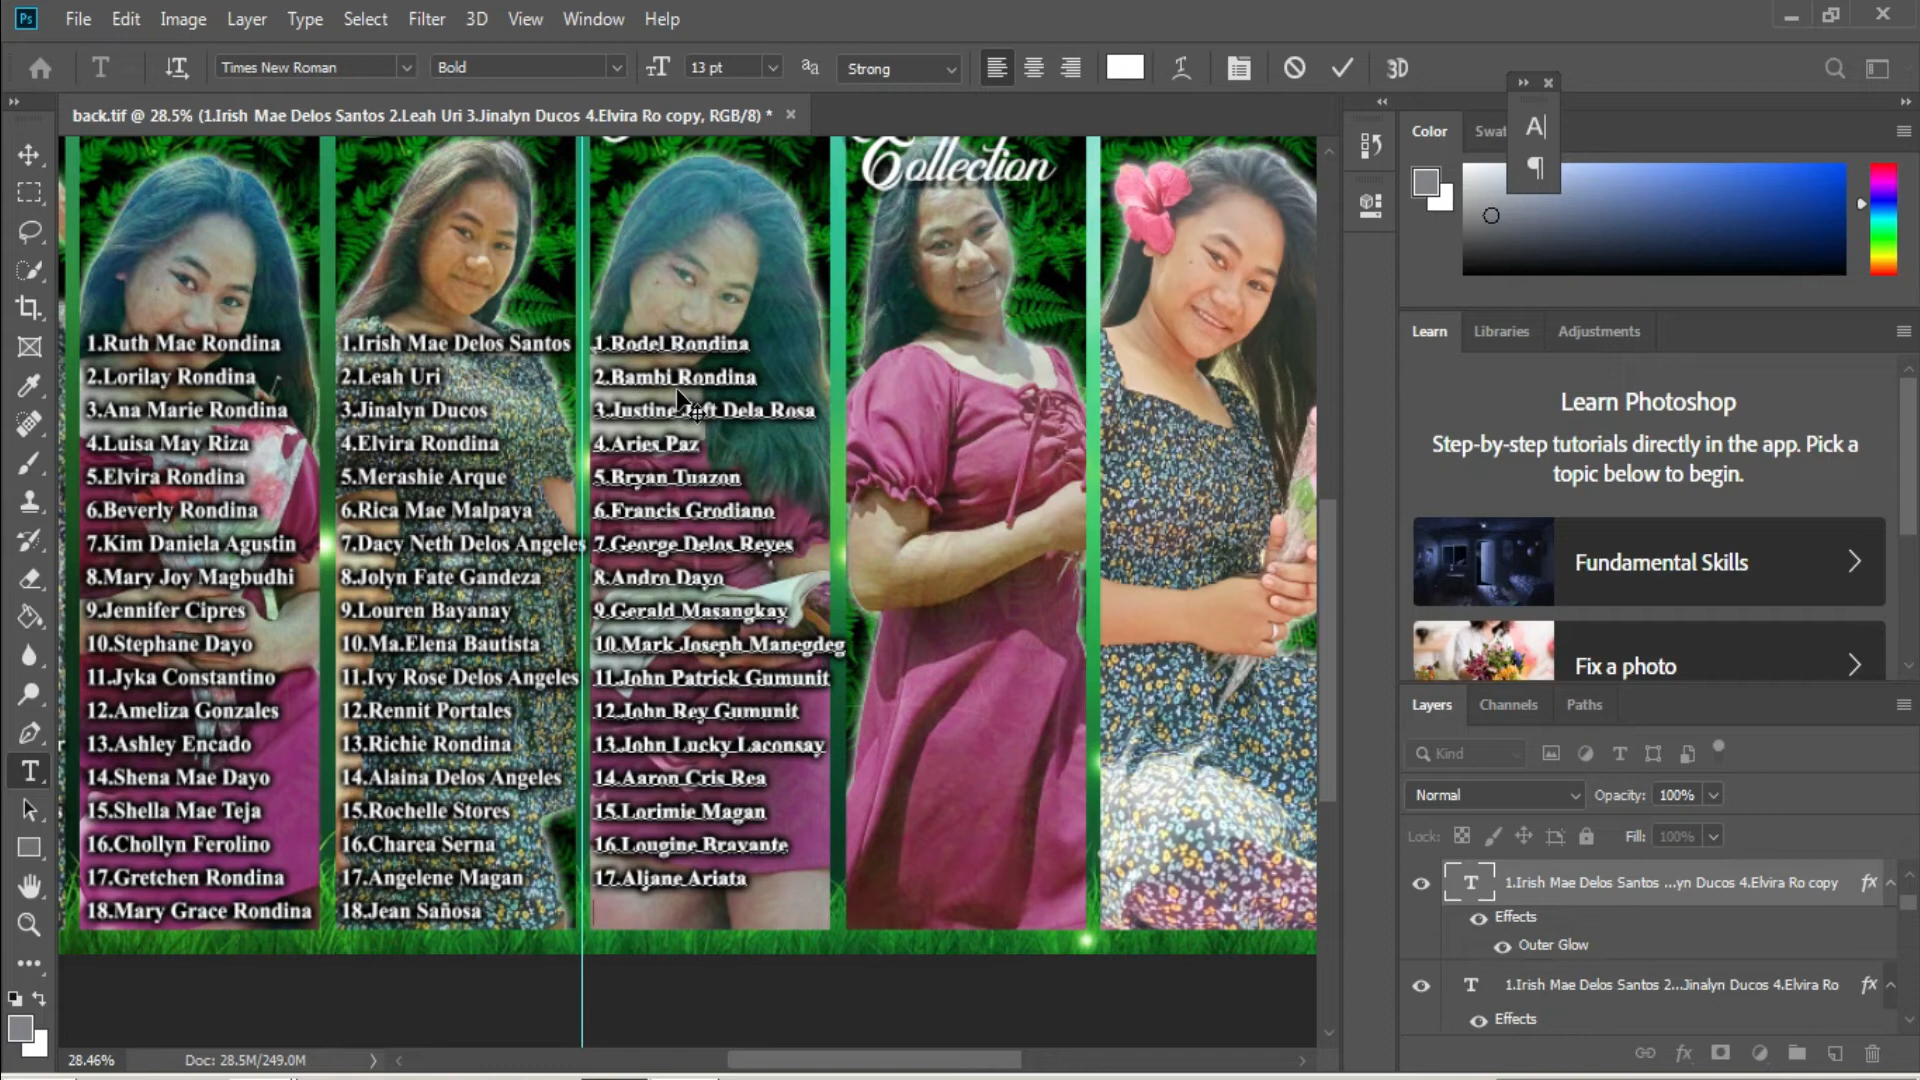 Ps File Edit Image Layer Type Select Filter 3D View Window Help
T Times New Roman Bold 13 pt Strong 3D
back.tif @ 28.5% (1.Irish Mae Delos Santos 2.Leah Uri 3.Jinalyn Ducos 4.Elvira Ro copy, RGB/8) *
Collection
1.Ruth Mae Rondina
2.Lorilay Rondina
3.Ana Marie Rondina
4.Luisa May Riza
5.Elvira Rondina
6.Beverly Rondina
7.Kim Daniela Agustin
8.Mary Joy Magbudhi
9.Jennifer Cipres
10.Stephane Dayo
11.Jyka Constantino
12.Ameliza Gonzales
13.Ashley Encado
14.Shena Mae Dayo
15.Shella Mae Teja
16.Chollyn Ferolino
17.Gretchen Rondina
18.Mary Grace Rondina
1.Irish Mae Delos Santos
2.Leah Uri
3.Jinalyn Ducos
4.Elvira Rondina
5.Merashie Arque
6.Rica Mae Malpaya
7.Dacy Neth Delos Angeles
8.Jolyn Fate Gandeza
9.Louren Bayanay
10.Ma.Elena Bautista
11.Ivy Rose Delos Angeles
12.Rennit Portales
13.Richie Rondina
14.Alaina Delos Angeles
15.Rochelle Stores
16.Charea Serna
17.Angelene Magan
18.Jean Sañosa
1.Rodel Rondina
2.Bambi Rondina
3.Justine Dela Rosa
4.Aries Paz
5.Bryan Tuazon
6.Francis Grodiano
7.George Delos Reyes
8.Andro Dayo
9.Gerald Masangkay
10.Mark Joseph Manegdeg
11.John Patrick Gumunit
12.John Rey Gumunit
13.John Lucky Laconsay
14.Aaron Cris Rea
15.Lorimie Magan
16.Lougine Bravante
17.Aljane Ariata
28.46% Doc: 28.5M/249.0M
Color Swat
Learn Libraries Adjustments
Learn Photoshop
Step-by-step tutorials directly in the app. Pick a
topic below to begin.
Fundamental Skills
Fix a photo
Layers Channels Paths
Kind
Normal Opacity: 100%
Lock: Fill: 100%
T 1.Irish Mae Delos Santos ...yn Ducos 4.Elvira Ro copy fx
Effects
Outer Glow
T 1.Irish Mae Delos Santos 2...Jinalyn Ducos 4.Elvira Ro fx
Effects